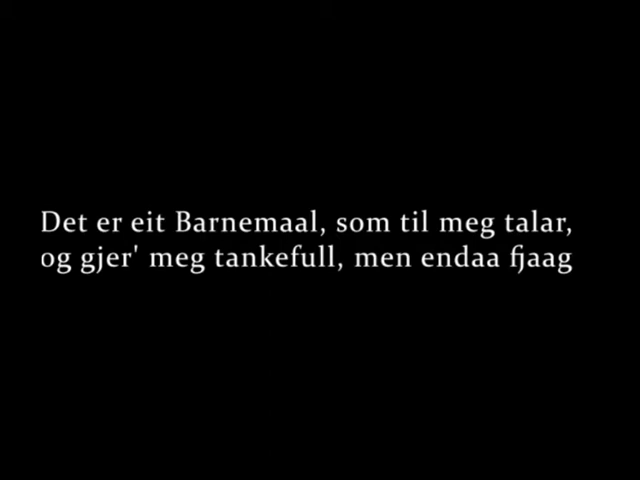 Det er eit Barnemaal, som til meg talar,
og gjer' meg tankefull, men endaa fjaag